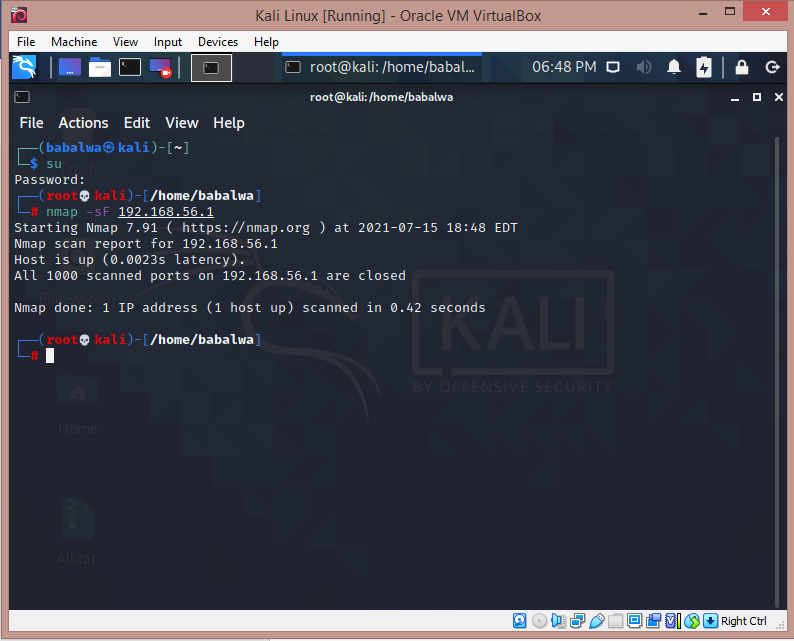 Kali Linux [Running] - Oracle VM VirtualBox
File Machine View Input Devices Help
root@kali: /home/babal... 06:48 PM
root@kali: /home/babalwa
File Actions Edit View Help
(babalwa㉿kali)-[~]
$ su
Password:
(root💀kali)-[/home/babalwa]
# nmap -sF 192.168.56.1
Starting Nmap 7.91 ( https://nmap.org ) at 2021-07-15 18:48 EDT
Nmap scan report for 192.168.56.1
Host is up (0.0023s latency).
All 1000 scanned ports on 192.168.56.1 are closed
Nmap done: 1 IP address (1 host up) scanned in 0.42 seconds
(root💀kali)-[/home/babalwa]
#
KALI
BY OFFENSIVE SECURITY
Home
All.tar
Right Ctrl